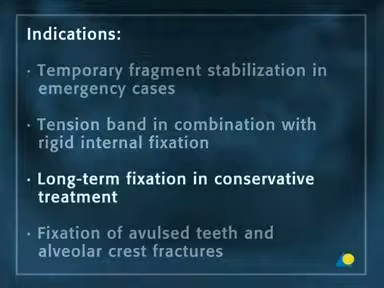 Indications:
· Temporary fragment stabilization in
emergency cases
· Tension band in combination with
rigid internal fixation
· Long-term fixation in conservative
treatment
· Fixation of avulsed teeth and
alveolar crest fractures